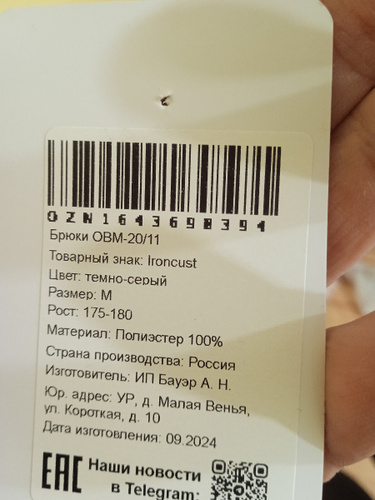 OZN1643698394
Брюки ОВМ-20/11
Товарный знак: Ironcust
Цвет: темно-серый
Размер: M
Рост: 175-180
Материал: Полиэстер 100%
Страна производства: Россия
Изготовитель: ИП Бауэр А. Н.
Юр. адрес: УР, д. Малая Венья,
ул. Короткая, д. 10
Дата изготовления: 09.2024
EAC
Наши новости
в Telegram: